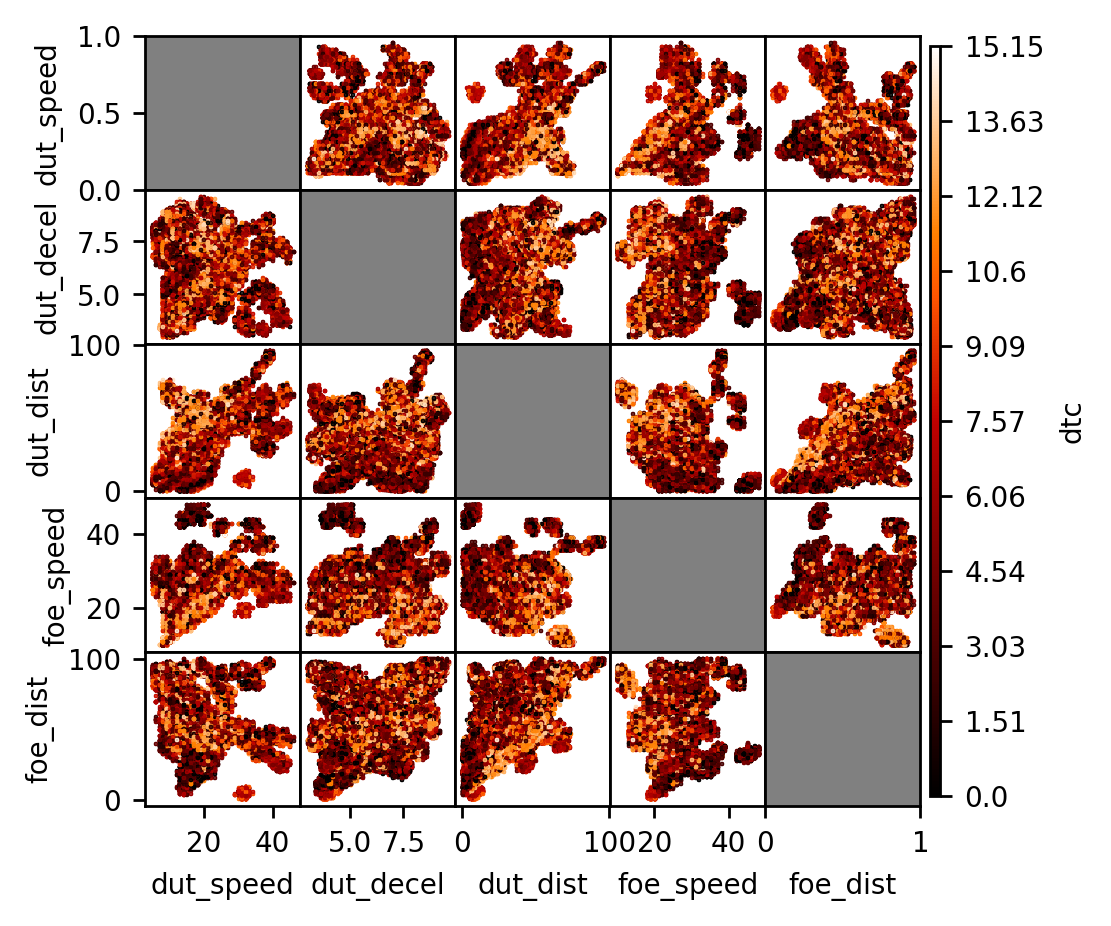 1.0
0.5
0.0
dut_speed
7.5
5.0
dut_decel
100
0
dut_dist
40
20
foe_speed
100
0
foe_dist
20 40 5.0 7.5 0 100 20 40 0 1
dut_speed dut_decel dut_dist foe_speed foe_dist
15.15
13.63
12.12
10.6
9.09
7.57
6.06
4.54
3.03
1.51
0.0
dtc